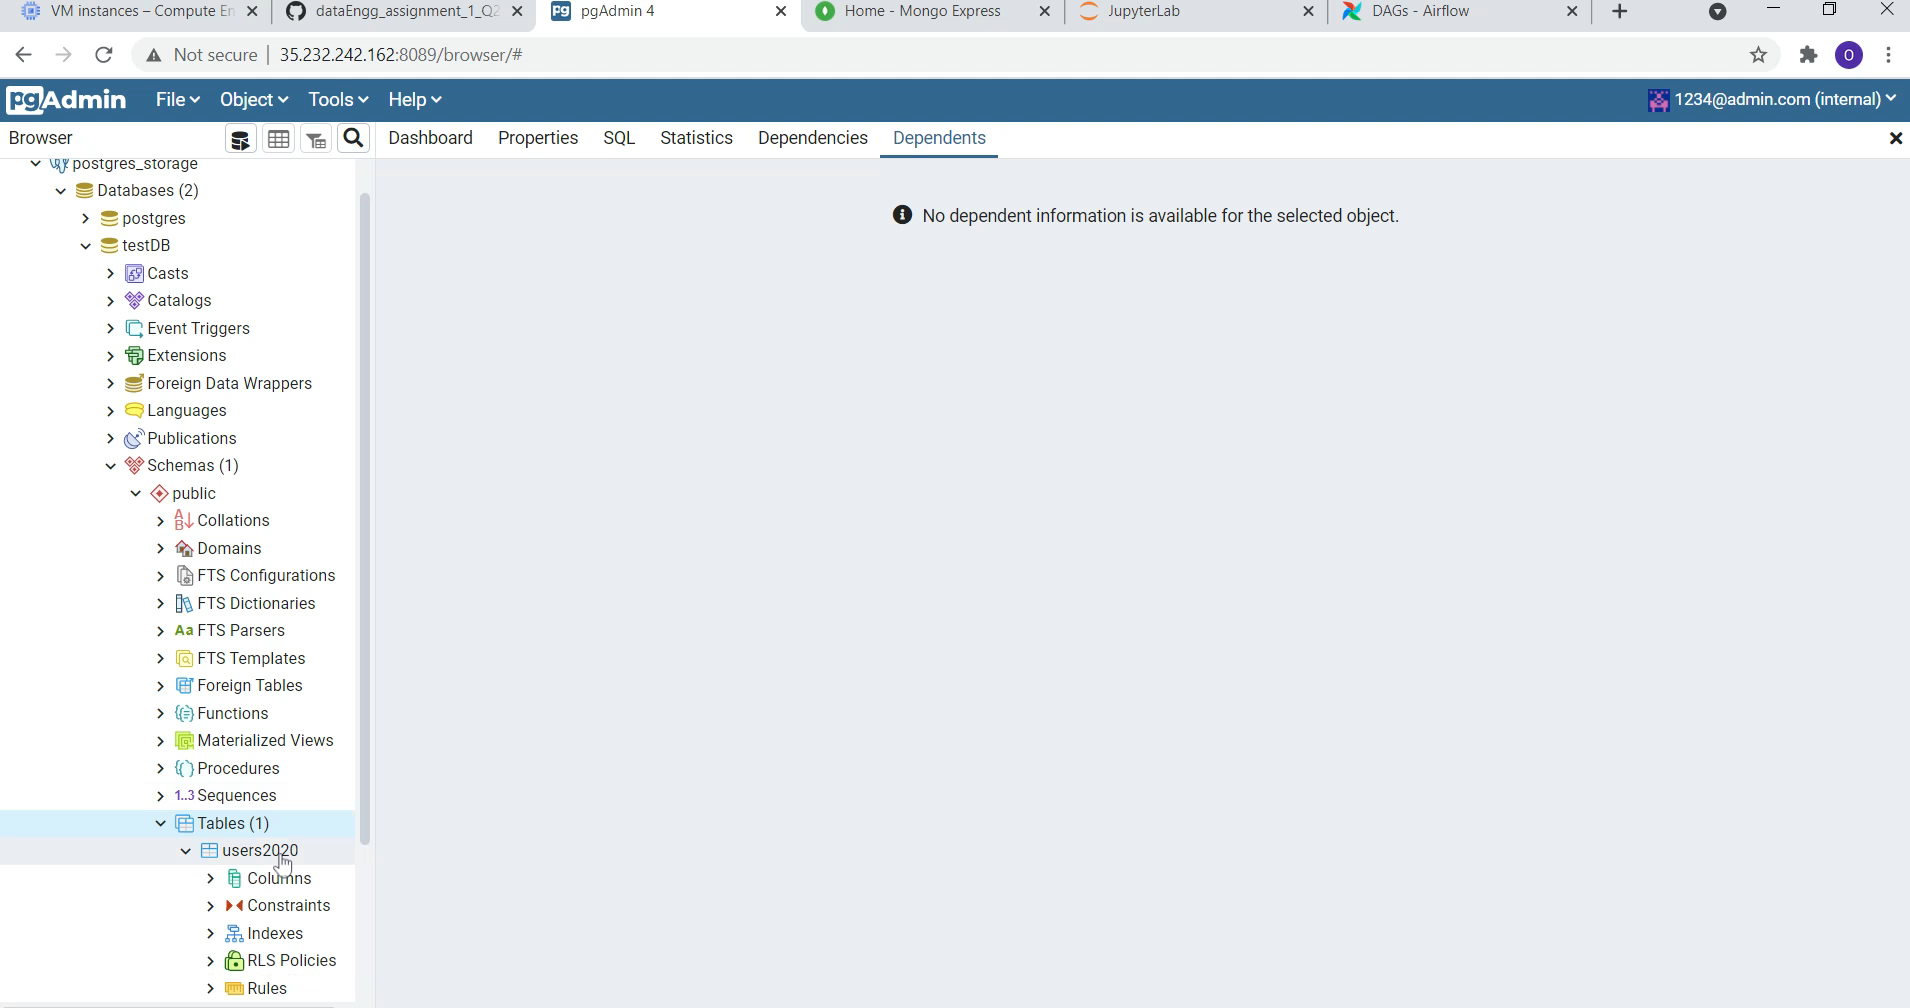 VM instances – Compute En
dataEngg_assignment_1_Q2
pgAdmin 4
Home - Mongo Express
JupyterLab
DAGs - Airflow
Not secure
35.232.242.162:8089/browser/#
O
pgAdmin
File
Object
Tools
Help
1234@admin.com (internal)
Browser
Dashboard
Properties
SQL
Statistics
Dependencies
Dependents
postgres_storage
Databases (2)
postgres
testDB
Casts
Catalogs
Event Triggers
Extensions
Foreign Data Wrappers
Languages
Publications
Schemas (1)
public
Collations
Domains
FTS Configurations
FTS Dictionaries
Aa FTS Parsers
FTS Templates
Foreign Tables
Functions
Materialized Views
Procedures
1..3 Sequences
Tables (1)
users2020
Columns
Constraints
Indexes
RLS Policies
Rules
No dependent information is available for the selected object.